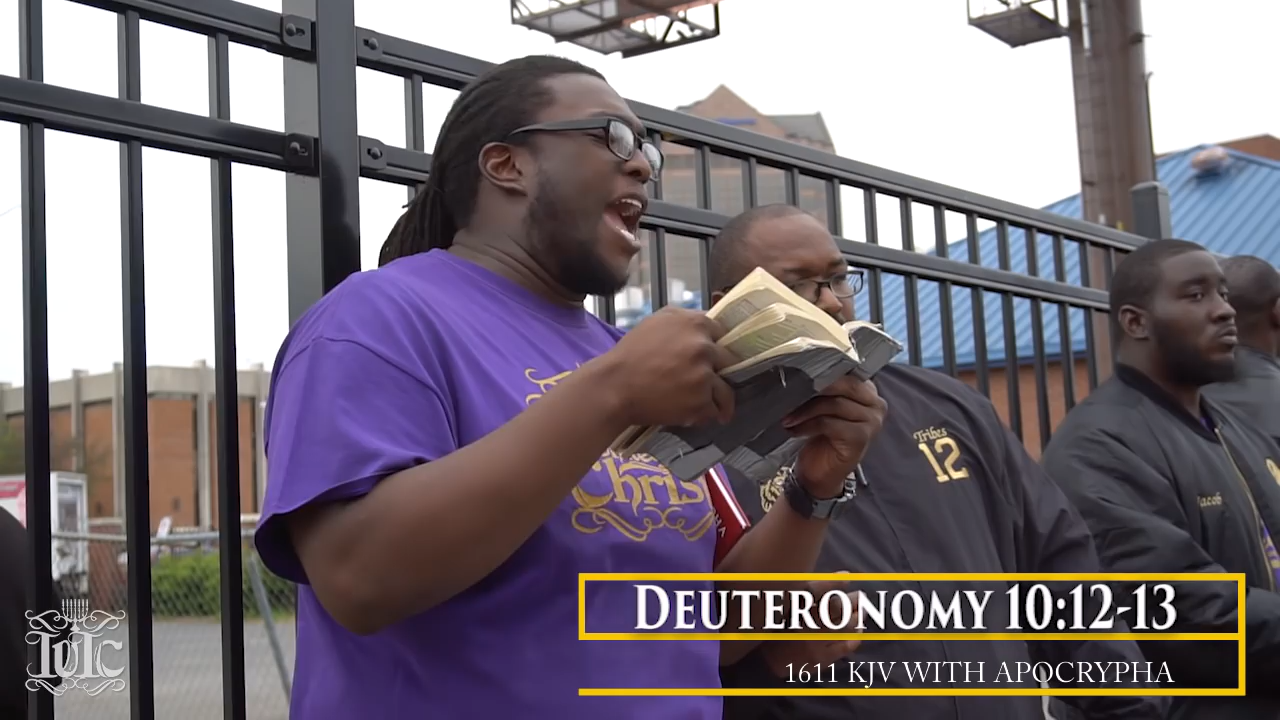 Christ
Tribes
12
Jacob
DEUTERONOMY 10:12-13
1611 KJV WITH APOCRYPHA
IUIC